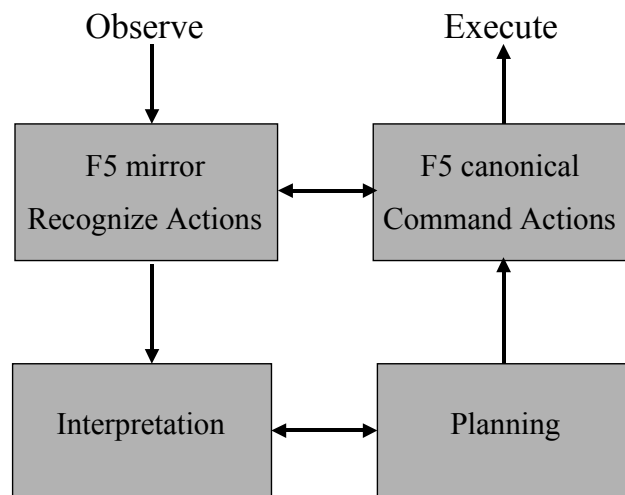 Observe
Execute
F5 mirror
Recognize Actions
F5 canonical
Command Actions
Interpretation
Planning